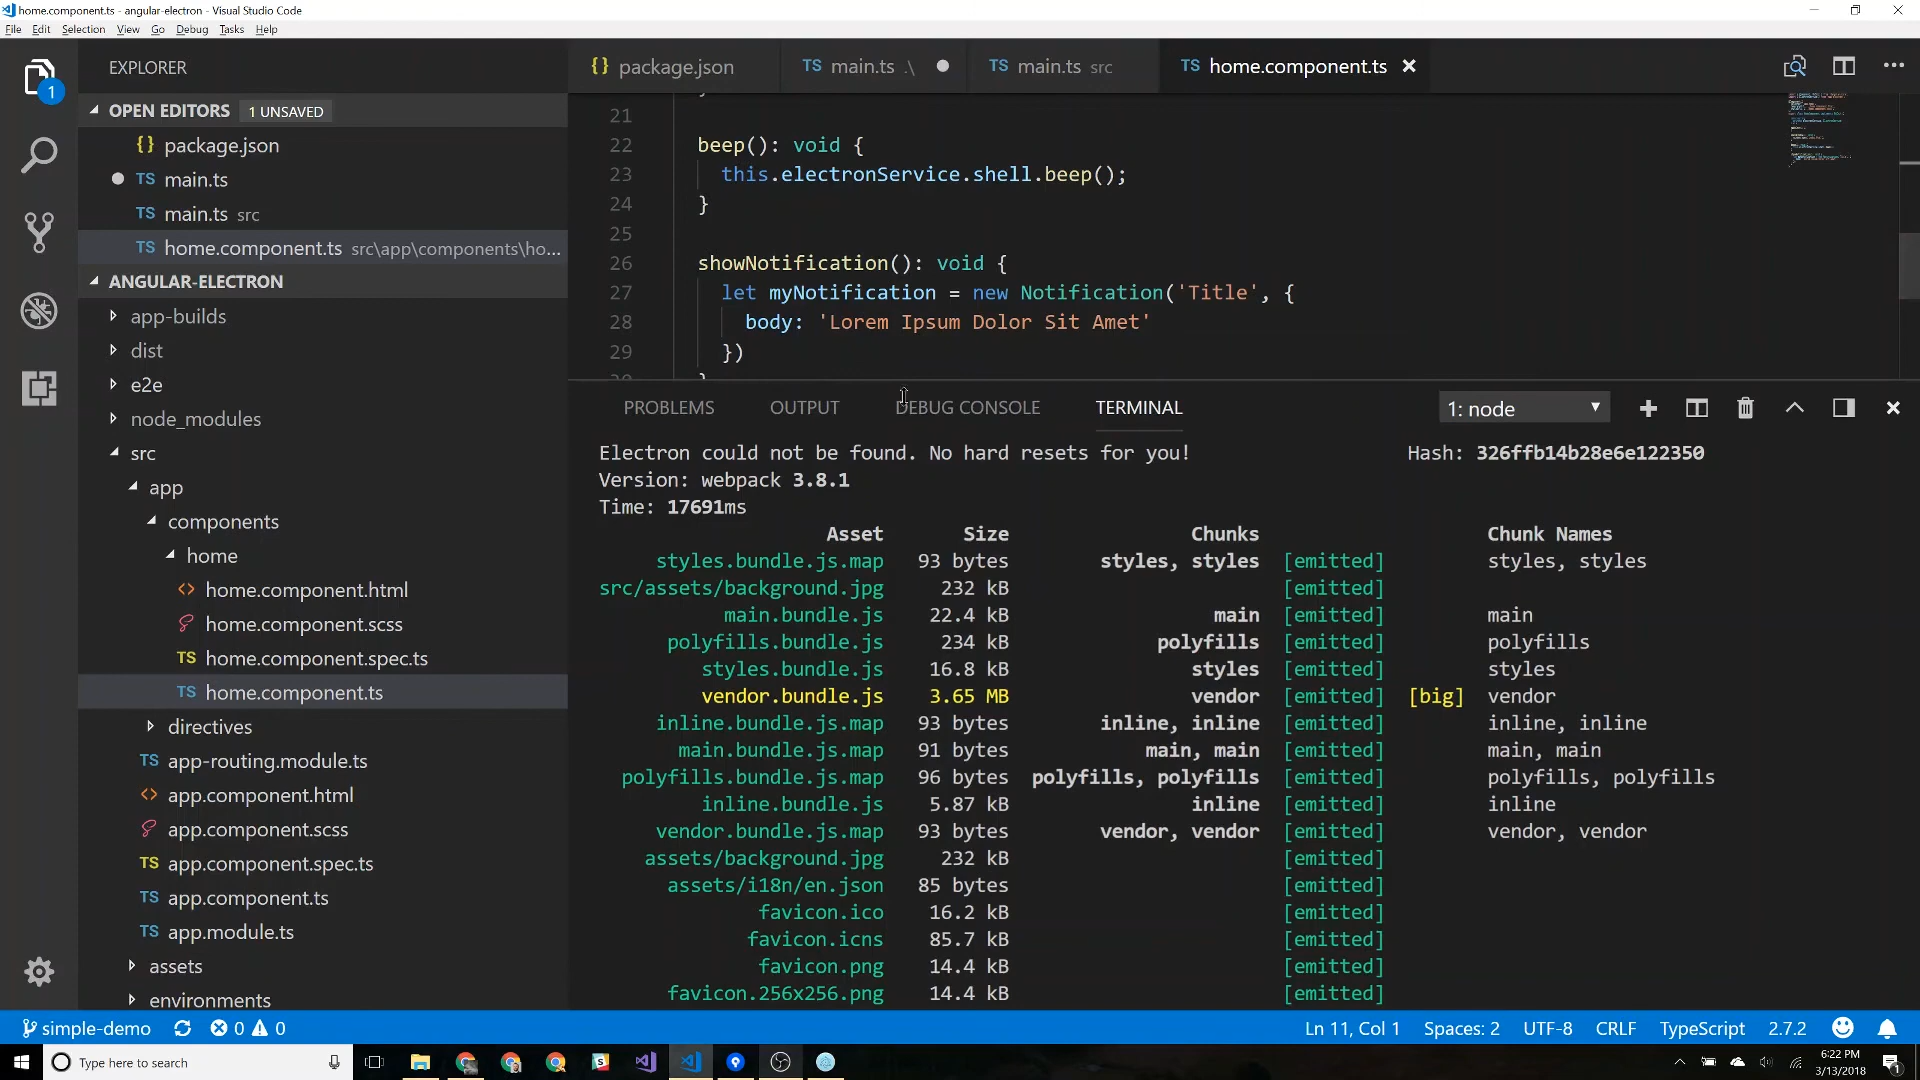 home.component.ts - angular-electron - Visual Studio Code
File Edit Selection View Go Debug Tasks Help
EXPLORER
OPEN EDITORS 1 UNSAVED
{} package.json
TS main.ts
TS main.ts src
TS home.component.ts src\app\components\ho...
ANGULAR-ELECTRON
app-builds
dist
e2e
node_modules
src
app
components
home
<> home.component.html
home.component.scss
TS home.component.spec.ts
TS home.component.ts
directives
TS app-routing.module.ts
<> app.component.html
app.component.scss
TS app.component.spec.ts
TS app.component.ts
TS app.module.ts
assets
environments
1
{} package.json TS main.ts .\ TS main.ts src TS home.component.ts
21
22 beep(): void {
23 this.electronService.shell.beep();
24 }
25
26 showNotification(): void {
27 let myNotification = new Notification('Title', {
28 body: 'Lorem Ipsum Dolor Sit Amet'
29 })
PROBLEMS OUTPUT DEBUG CONSOLE TERMINAL 1: node
Electron could not be found. No hard resets for you! Hash: 326ffb14b28e6e122350
Version: webpack 3.8.1
Time: 17691ms
Asset Size Chunks Chunk Names
styles.bundle.js.map 93 bytes styles, styles [emitted] styles, styles
src/assets/background.jpg 232 kB [emitted]
main.bundle.js 22.4 kB main [emitted] main
polyfills.bundle.js 234 kB polyfills [emitted] polyfills
styles.bundle.js 16.8 kB styles [emitted] styles
vendor.bundle.js 3.65 MB vendor [emitted] [big] vendor
inline.bundle.js.map 93 bytes inline, inline [emitted] inline, inline
main.bundle.js.map 91 bytes main, main [emitted] main, main
polyfills.bundle.js.map 96 bytes polyfills, polyfills [emitted] polyfills, polyfills
inline.bundle.js 5.87 kB inline [emitted] inline
vendor.bundle.js.map 93 bytes vendor, vendor [emitted] vendor, vendor
assets/background.jpg 232 kB [emitted]
assets/i18n/en.json 85 bytes [emitted]
favicon.ico 16.2 kB [emitted]
favicon.icns 85.7 kB [emitted]
favicon.png 14.4 kB [emitted]
favicon.256x256.png 14.4 kB [emitted]
simple-demo 0 0 Ln 11, Col 1 Spaces: 2 UTF-8 CRLF TypeScript 2.7.2
Type here to search 6:22 PM
3/13/2018
1